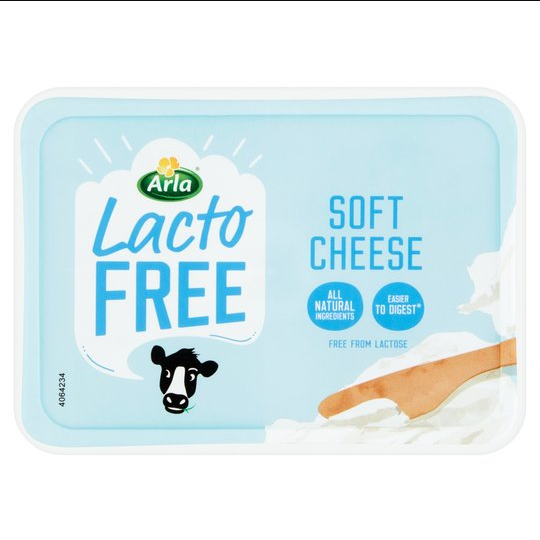 Arla
Lacto
FREE
SOFT
CHEESE
ALL
NATURAL
INGREDIENTS
EASIER
TO DIGEST*
FREE FROM LACTOSE
4064234